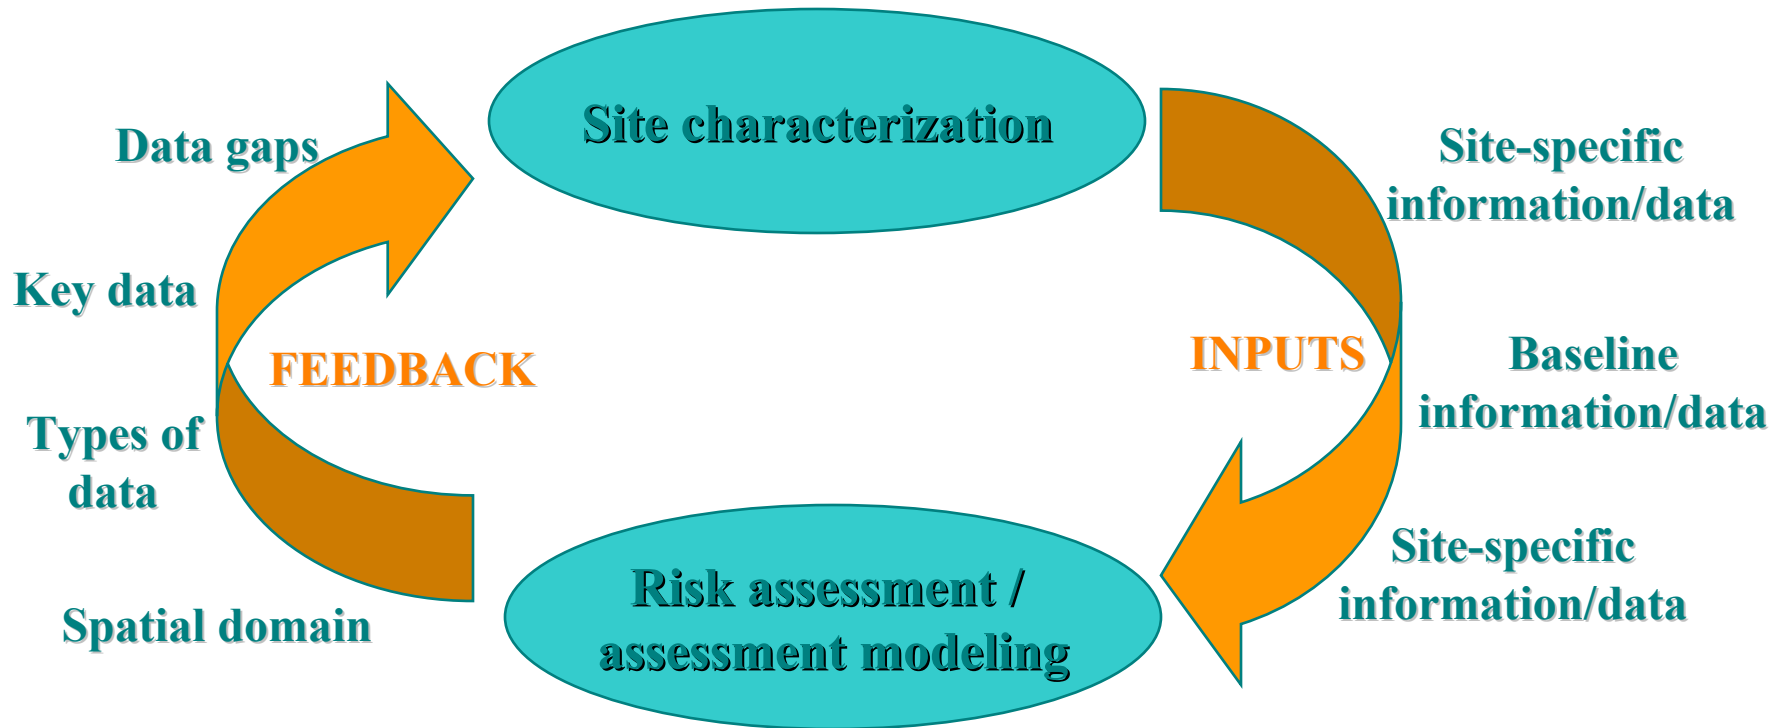 Site characterization
Data gaps
Site-specific
information/data
Key data
FEEDBACK
INPUTS
Baseline
information/data
Types of
data
Site-specific
information/data
Risk assessment /
assessment modeling
Spatial domain